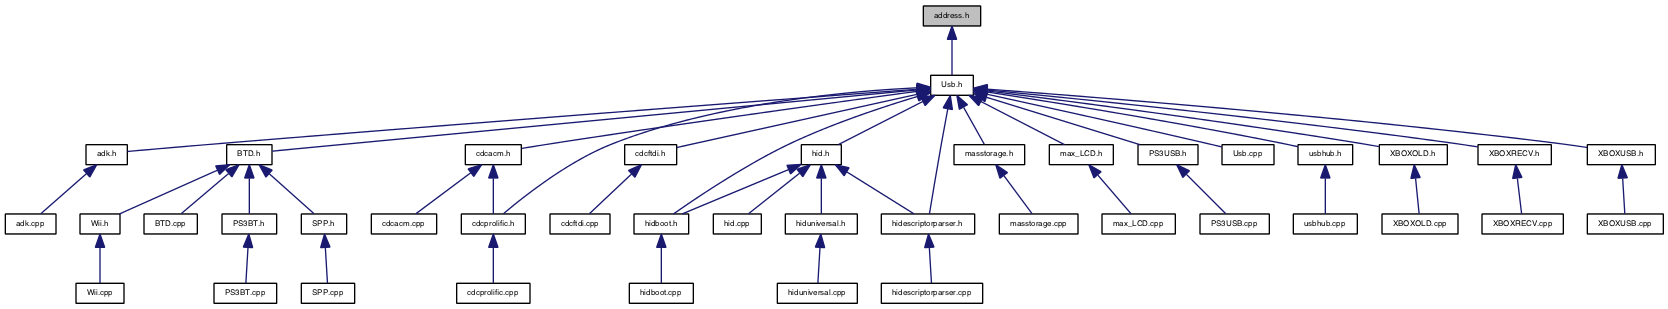 address.h
Usb.h
adk.h
BTD.h
cdcacm.h
cdcftdi.h
hid.h
masstorage.h
max_LCD.h
PS3USB.h
Usb.cpp
usbhub.h
XBOXOLD.h
XBOXRECV.h
XBOXUSB.h
adk.cpp
Wii.h
BTD.cpp
PS3BT.h
SPP.h
cdcacm.cpp
cdcprolific.h
cdcftdi.cpp
hidboot.h
hid.cpp
hiduniversal.h
hidescriptorparser.h
masstorage.cpp
max_LCD.cpp
PS3USB.cpp
usbhub.cpp
XBOXOLD.cpp
XBOXRECV.cpp
XBOXUSB.cpp
Wii.cpp
PS3BT.cpp
SPP.cpp
cdcprolific.cpp
hidboot.cpp
hiduniversal.cpp
hidescriptorparser.cpp